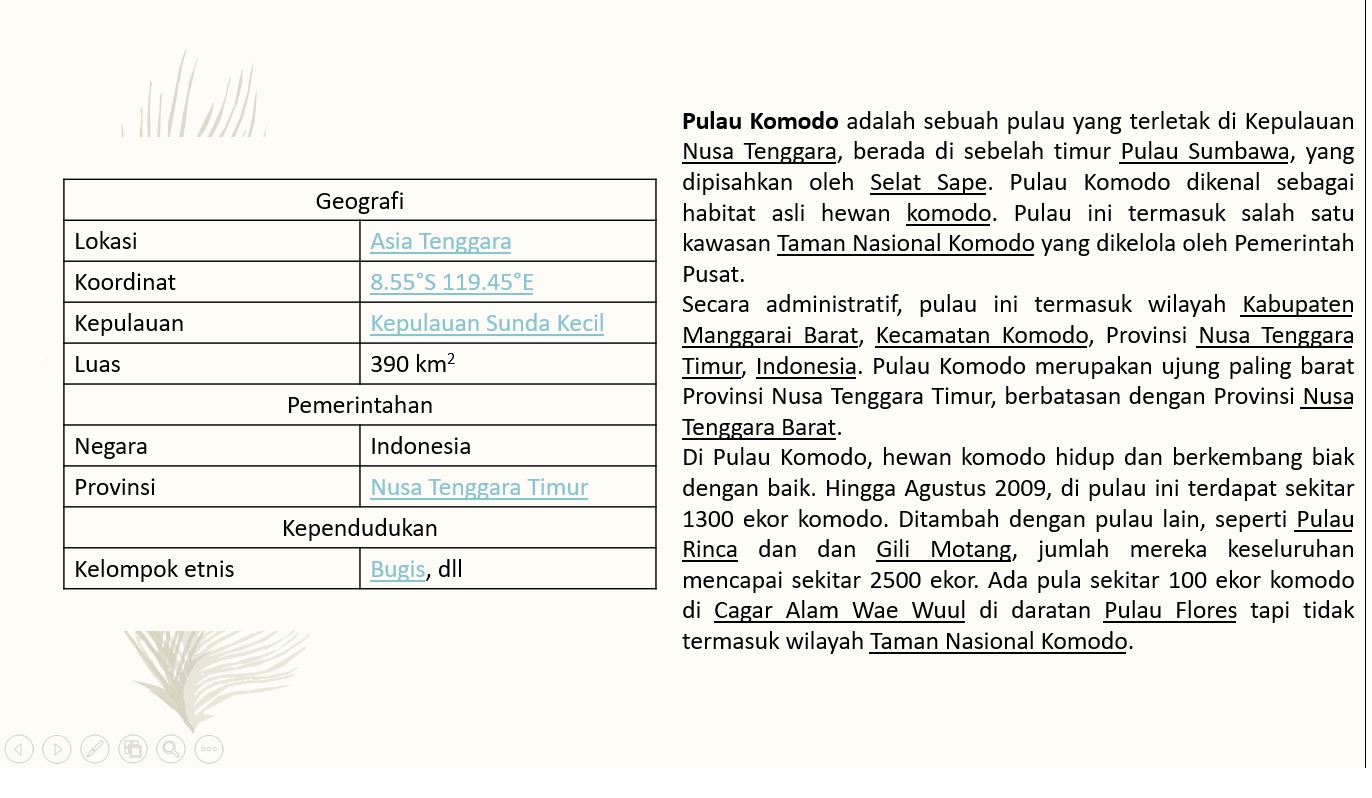 Geografi
Lokasi Asia Tenggara
Koordinat 8.55°S 119.45°E
Kepulauan Kepulauan Sunda Kecil
Luas 390 km²
Pemerintahan
Negara Indonesia
Provinsi Nusa Tenggara Timur
Kependudukan
Kelompok etnis Bugis, dll
Pulau Komodo adalah sebuah pulau yang terletak di Kepulauan
Nusa Tenggara, berada di sebelah timur Pulau Sumbawa, yang
dipisahkan oleh Selat Sape. Pulau Komodo dikenal sebagai
habitat asli hewan komodo. Pulau ini termasuk salah satu
kawasan Taman Nasional Komodo yang dikelola oleh Pemerintah
Pusat.
Secara administratif, pulau ini termasuk wilayah Kabupaten
Manggarai Barat, Kecamatan Komodo, Provinsi Nusa Tenggara
Timur, Indonesia. Pulau Komodo merupakan ujung paling barat
Provinsi Nusa Tenggara Timur, berbatasan dengan Provinsi Nusa
Tenggara Barat.
Di Pulau Komodo, hewan komodo hidup dan berkembang biak
dengan baik. Hingga Agustus 2009, di pulau ini terdapat sekitar
1300 ekor komodo. Ditambah dengan pulau lain, seperti Pulau
Rinca dan dan Gili Motang, jumlah mereka keseluruhan
mencapai sekitar 2500 ekor. Ada pula sekitar 100 ekor komodo
di Cagar Alam Wae Wuul di daratan Pulau Flores tapi tidak
termasuk wilayah Taman Nasional Komodo.